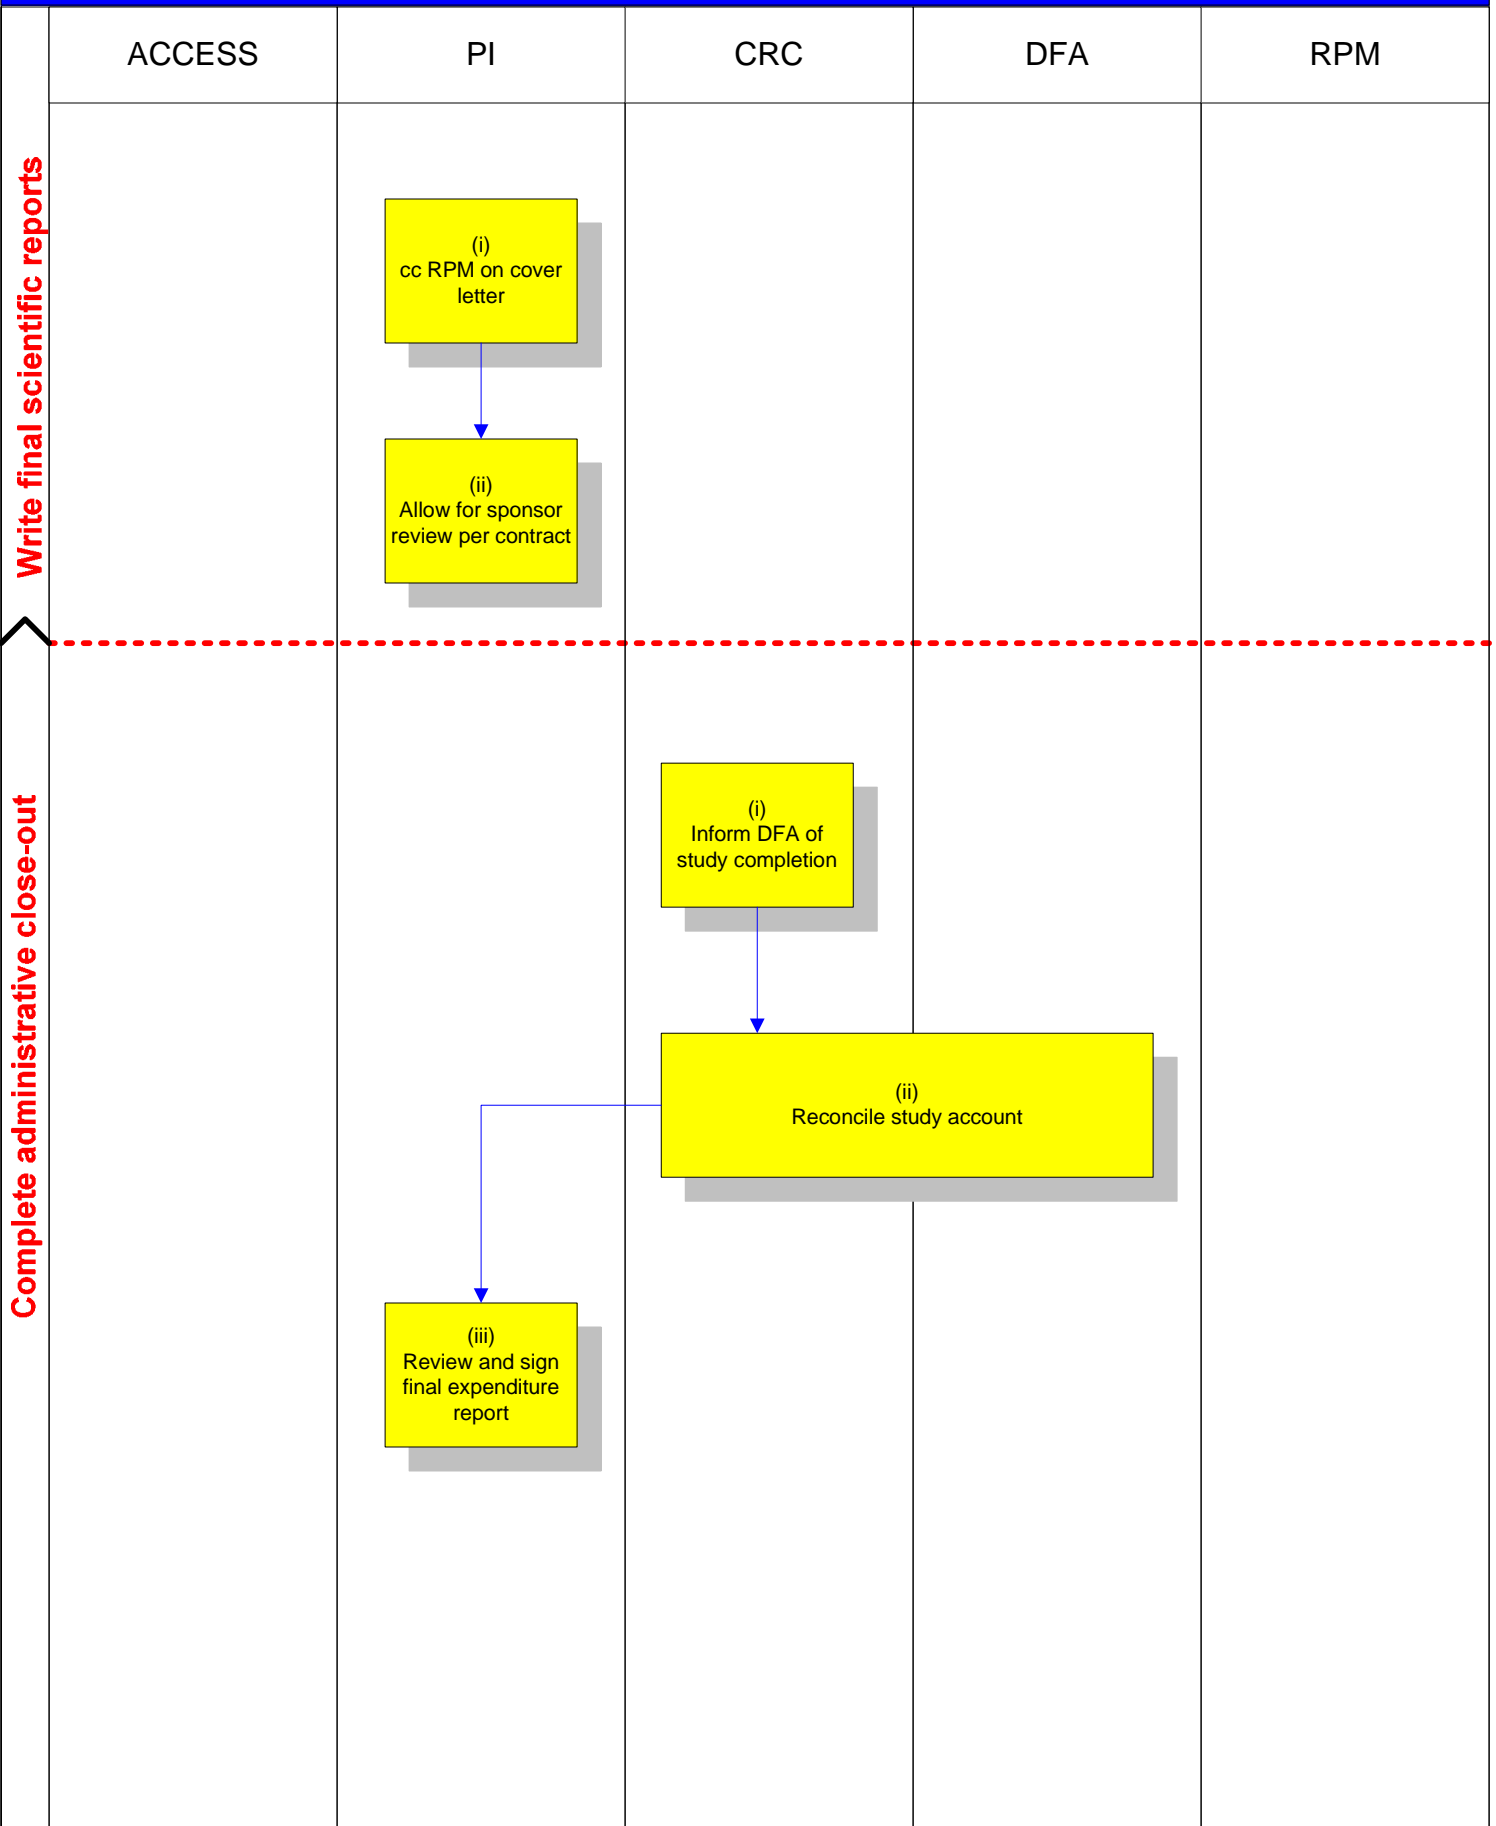 ACCESS
PI
CRC
DFA
RPM
Write final scientific reports
(i)
cc RPM on cover
letter
(ii)
Allow for sponsor
review per contract
Complete administrative close-out
(i)
Inform DFA of
study completion
(ii)
Reconcile study account
(iii)
Review and sign
final expenditure
report